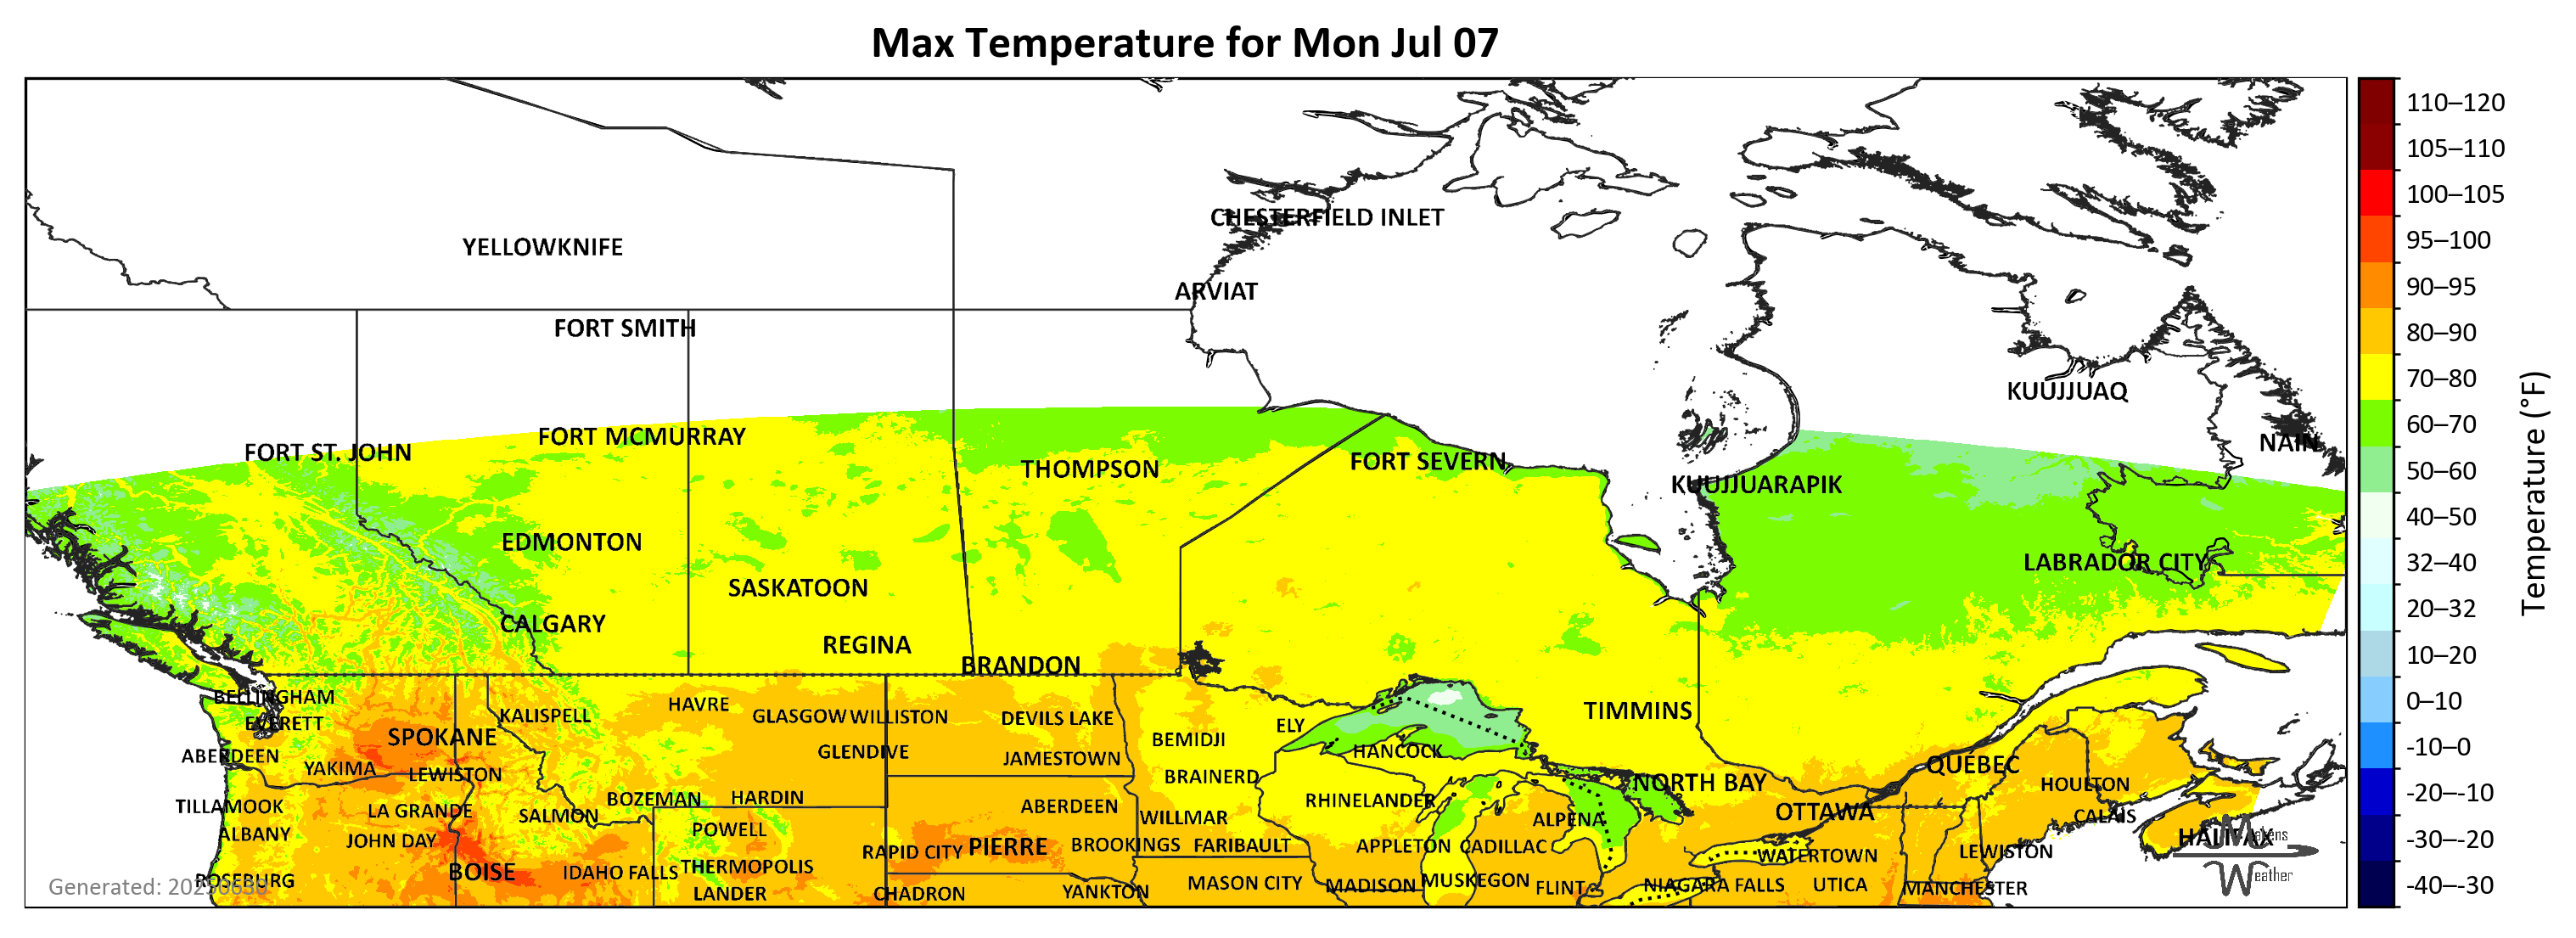 Max Temperature for Mon Jul 07
CHESTERFIELD INLET
YELLOWKNIFE
ARVIAT
FORT SMITH
KUUJJUAQ
FORT MCMURRAY
NAIN
FORT ST. JOHN
FORT SEVERN
THOMPSON
KUUJJUARAPIK
EDMONTON
LABRADOR CITY
SASKATOON
CALGARY
REGINA
BRANDON
BELLINGHAM
HAVRE
TIMMINS
KALISPELL
GLASGOW WILLISTON
DEVILS LAKE
EVERETT
ELY
SPOKANE
BEMIDJI
GLENDIVE
HANCOCK
ABERDEEN
JAMESTOWN
QUÉBEC
YAKIMA
LEWISTON
BRAINERD
NORTH BAY
HOULTON
BOZEMAN
HARDIN
RHINELANDER
TILLAMOOK
LA GRANDE
ABERDEEN
SALMON
WILLMAR
OTTAWA
CALAIS
ALPENA
POWELL
ALBANY
JOHN DAY
HALIFAX
Makens
Weather
RAPID CITY
PIERRE
BROOKINGS
FARIBAULT
APPLETON
CADILLAC
WATERTOWN
LEWISTON
BOISE
IDAHO FALLS
THERMOPOLIS
ROSEBURG
MASON CITY
MADISON
MUSKEGON
FLINT
NIAGARA FALLS
UTICA
MANCHESTER
LANDER
CHADRON
YANKTON
Generated: 20250630
110–120
105–110
100–105
95–100
90–95
80–90
70–80
60–70
50–60
40–50
32–40
20–32
10–20
0–10
-10–0
-20–-10
-30–-20
-40–-30
Temperature (°F)